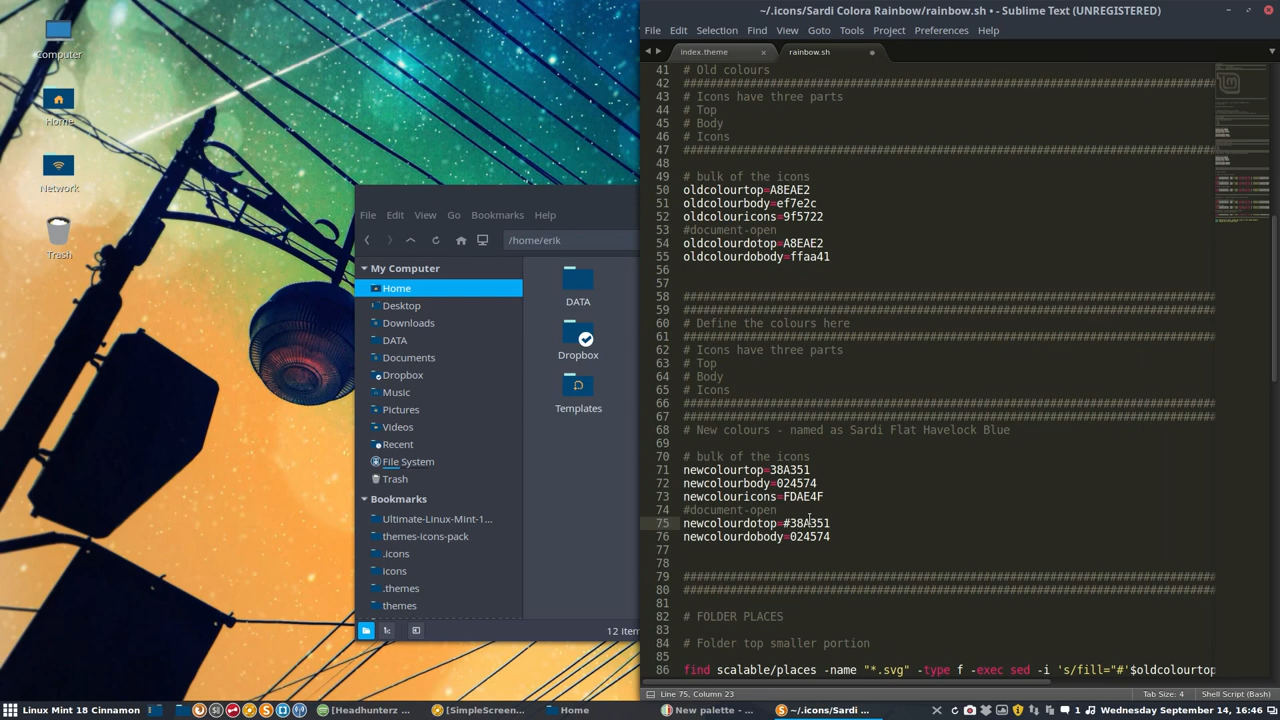 Computer
Home
Network
Trash
File Edit View Go Bookmarks Help
/home/erik
My Computer
Home
Desktop
Downloads
DATA
Documents
Dropbox
Music
Pictures
Videos
Recent
File System
Trash
Bookmarks
Ultimate-Linux-Mint-1...
themes-icons-pack
.icons
icons
.themes
themes
DATA
Dropbox
Templates
12 item
~/.icons/Sardi Colora Rainbow/rainbow.sh • - Sublime Text (UNREGISTERED)
File Edit Selection Find View Goto Tools Project Preferences Help
index.theme
rainbow.sh
41 # Old colours
42 ################################################################################
43 # Icons have three parts
44 # Top
45 # Body
46 # Icons
47 ################################################################################
48
49 # bulk of the icons
50 oldcolourtop=A8EAE2
51 oldcolourbody=ef7e2c
52 oldcolouricons=9f5722
53 #document-open
54 oldcolourdotop=A8EAE2
55 oldcolourdobody=ffaa41
56
57
58 ################################################################################
59 ################################################################################
60 # Define the colours here
61 ################################################################################
62 # Icons have three parts
63 # Top
64 # Body
65 # Icons
66 ################################################################################
67 ################################################################################
68 # New colours - named as Sardi Flat Havelock Blue
69
70 # bulk of the icons
71 newcolourtop=38A351
72 newcolourbody=024574
73 newcolouricons=FDAE4F
74 #document-open
75 newcolourdotop=#38A351
76 newcolourdobody=024574
77
78
79 ################################################################################
80 ################################################################################
81
82 # FOLDER PLACES
83
84 # Folder top smaller portion
85
86 find scalable/places -name "*.svg" -type f -exec sed -i 's/fill="#'$oldcolourtop
Line 75, Column 23
Tab Size: 4
Shell Script (Bash)
Linux Mint 18 Cinnamon
[Headhunterz ...
[SimpleScreen...
Home
New palette - ...
~/.icons/Sardi ...
1
Wednesday September 14, 16:46